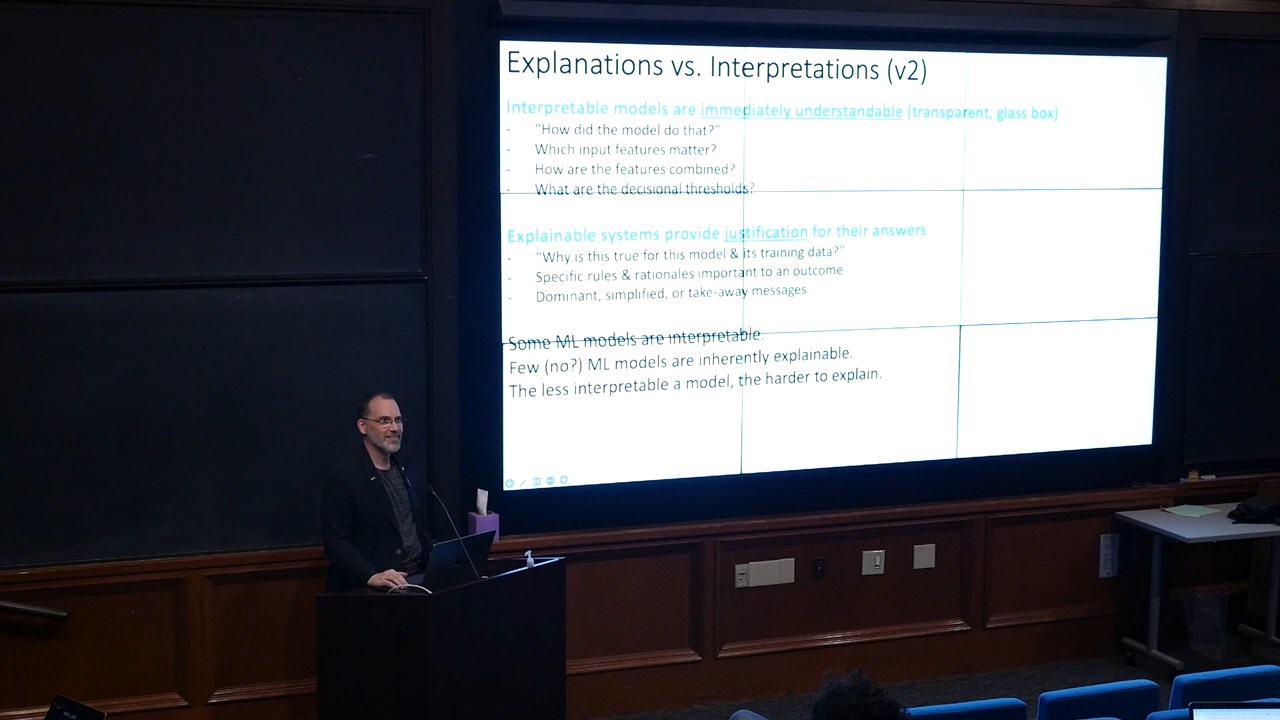 Explanations vs. Interpretations (v2)
Interpretable models are immediately understandable (transparent, glass box)
- "How did the model do that?"
- Which input features matter?
- How are the features combined?
- What are the decisional thresholds?
Explainable systems provide justification for their answers
- "Why is this true for this model & its training data?"
- Specific rules & rationales important to an outcome
- Dominant, simplified, or take-away messages
Some ML models are interpretable.
Few (no?) ML models are inherently explainable.
The less interpretable a model, the harder to explain.